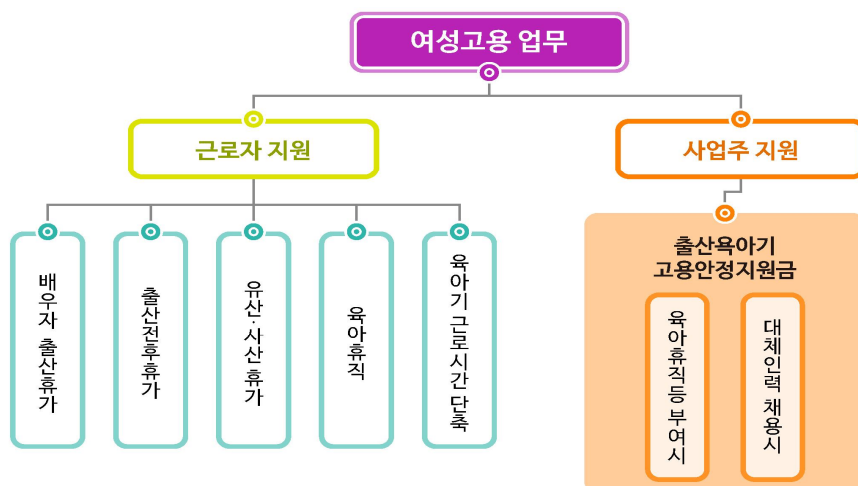 여성고용 업무
근로자 지원
사업주 지원
배우자 출산휴가
출산전후휴가
유산·사산 휴가
육아휴직
육아기 근로시간 단축
출산육아기
고용안정지원금
육아휴직등 부여시
대체인력 채용시